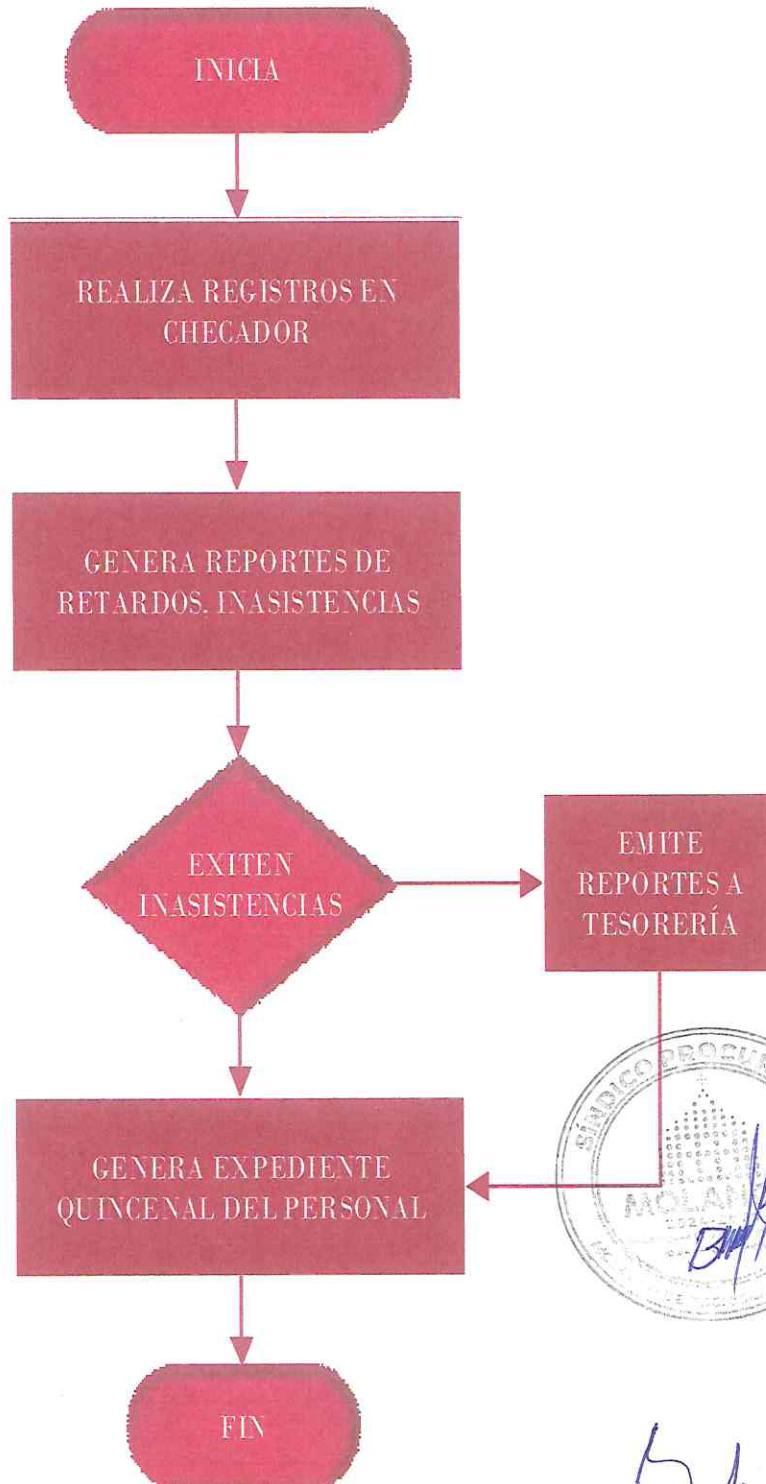 INICIA
REALIZA REGISTROS EN
CHECADOR
GENERA REPORTES DE
RETARDOS, INASISTENCIAS
EXITEN
INASISTENCIAS
EMITE
REPORTES A
TESORERÍA
SÍNDICO
GENERA EXPEDIENTE
QUINCENAL DEL PERSONAL
FIN